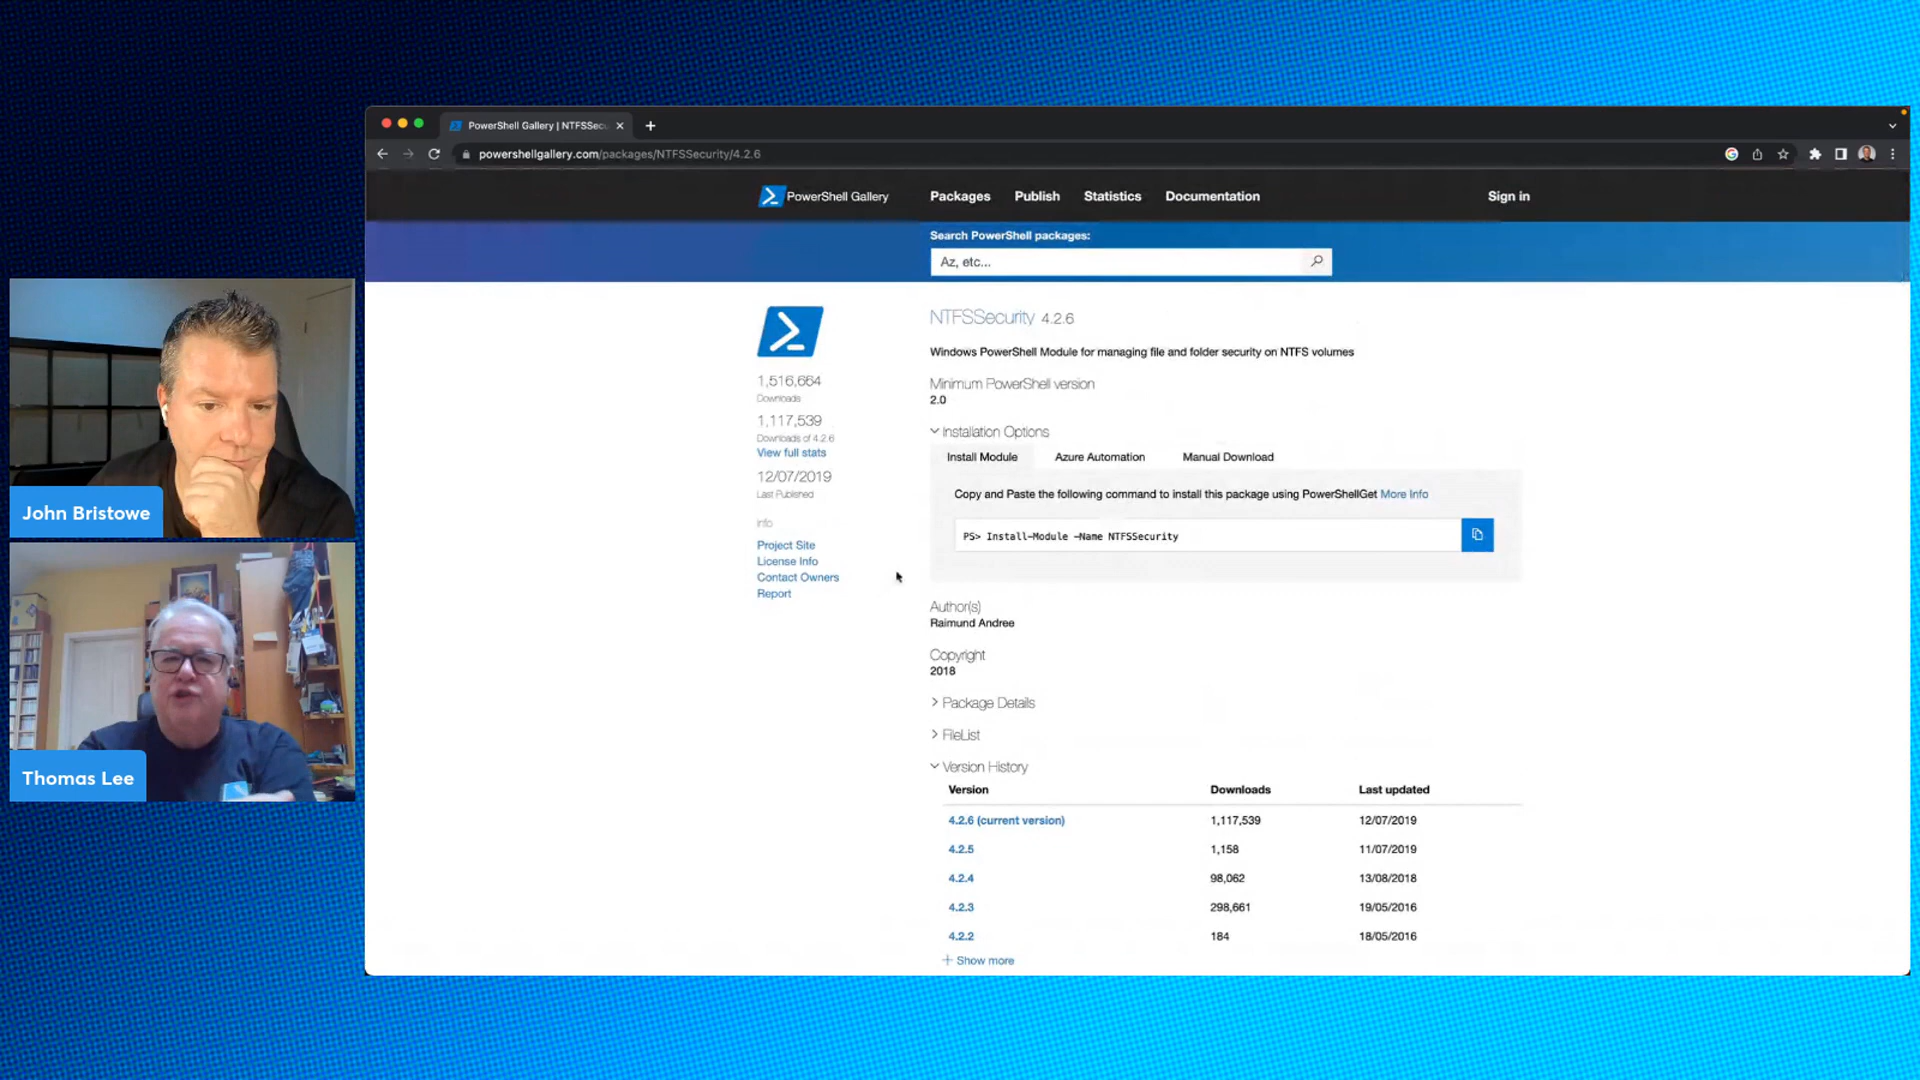 PowerShell Gallery | NTFSSecu
powershellgallery.com/packages/NTFSSecurity/4.2.6
PowerShell Gallery
Packages
Publish
Statistics
Documentation
Sign in
Search PowerShell packages:
Az, etc...
1,516,664
Downloads
1,117,539
Downloads of 4.2.6
View full stats
12/07/2019
Last Published
Info
Project Site
License Info
Contact Owners
Report
NTFSSecurity 4.2.6
Windows PowerShell Module for managing file and folder security on NTFS volumes
Minimum PowerShell version
2.0
Installation Options
Install Module
Azure Automation
Manual Download
Copy and Paste the following command to install this package using PowerShellGet More Info
PS> Install-Module -Name NTFSSecurity
Author(s)
Raimund Andree
Copyright
2018
Package Details
FileList
Version History
Version Downloads Last updated
4.2.6 (current version) 1,117,539 12/07/2019
4.2.5 1,158 11/07/2019
4.2.4 98,062 13/08/2018
4.2.3 298,661 19/05/2016
4.2.2 184 18/05/2016
Show more
John Bristowe
Thomas Lee